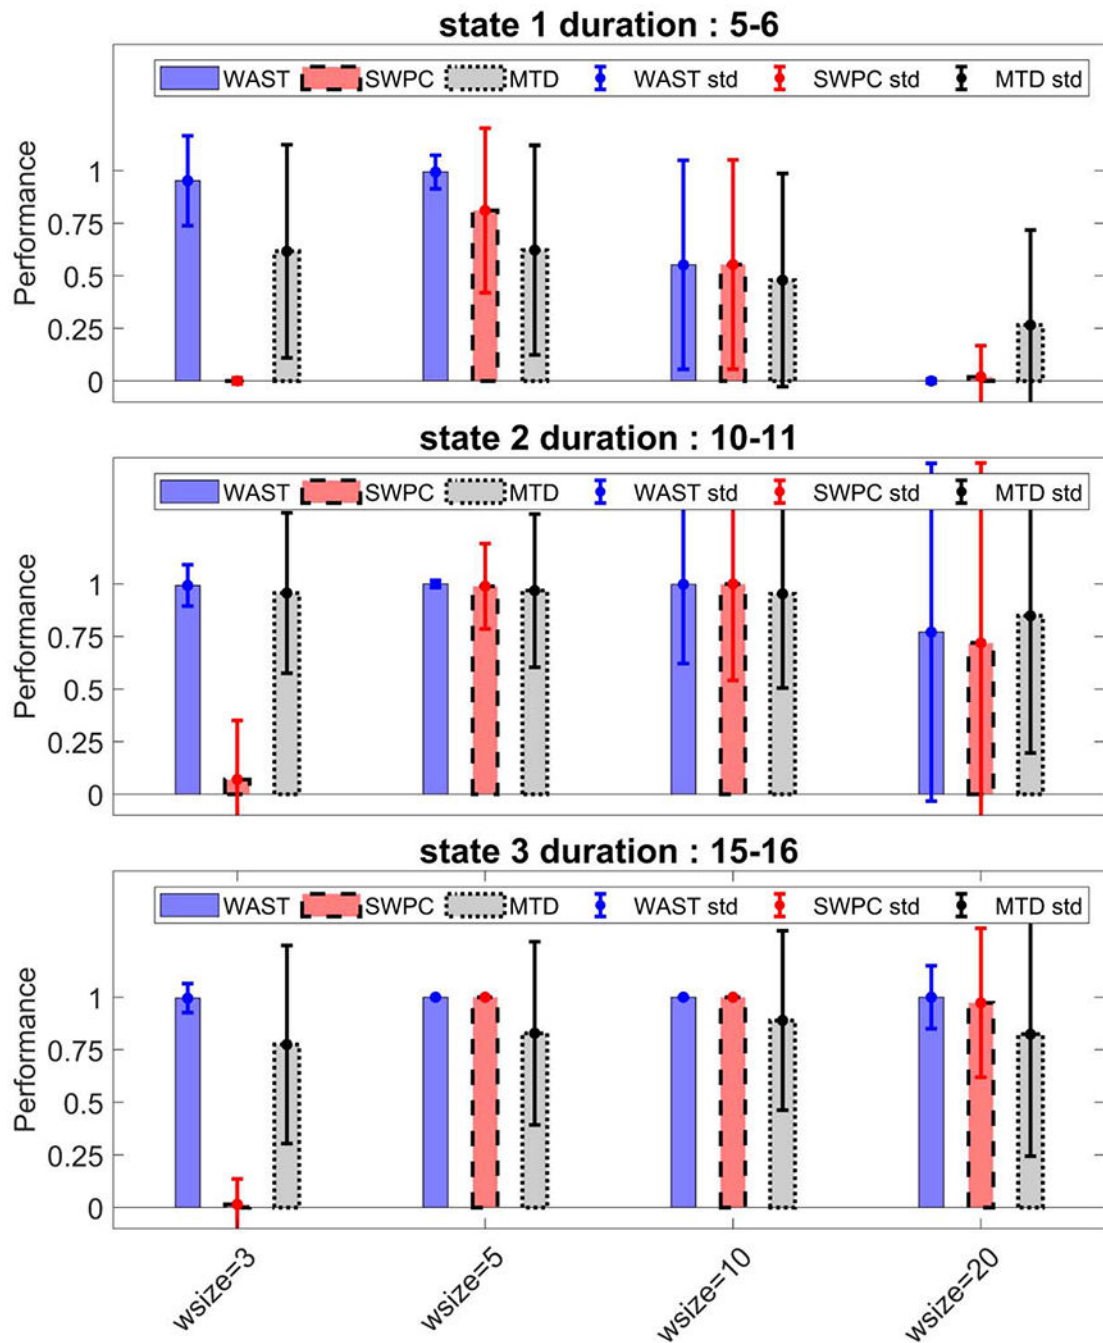 state 1 duration : 5-6
WAST SWPC MTD WAST std SWPC std MTD std
Performance
1
0.75
0.5
0.25
0
state 2 duration : 10-11
WAST SWPC MTD WAST std SWPC std MTD std
Performance
1
0.75
0.5
0.25
0
state 3 duration : 15-16
WAST SWPC MTD WAST std SWPC std MTD std
Performance
1
0.75
0.5
0.25
0
wsize=3
wsize=5
wsize=10
wsize=20